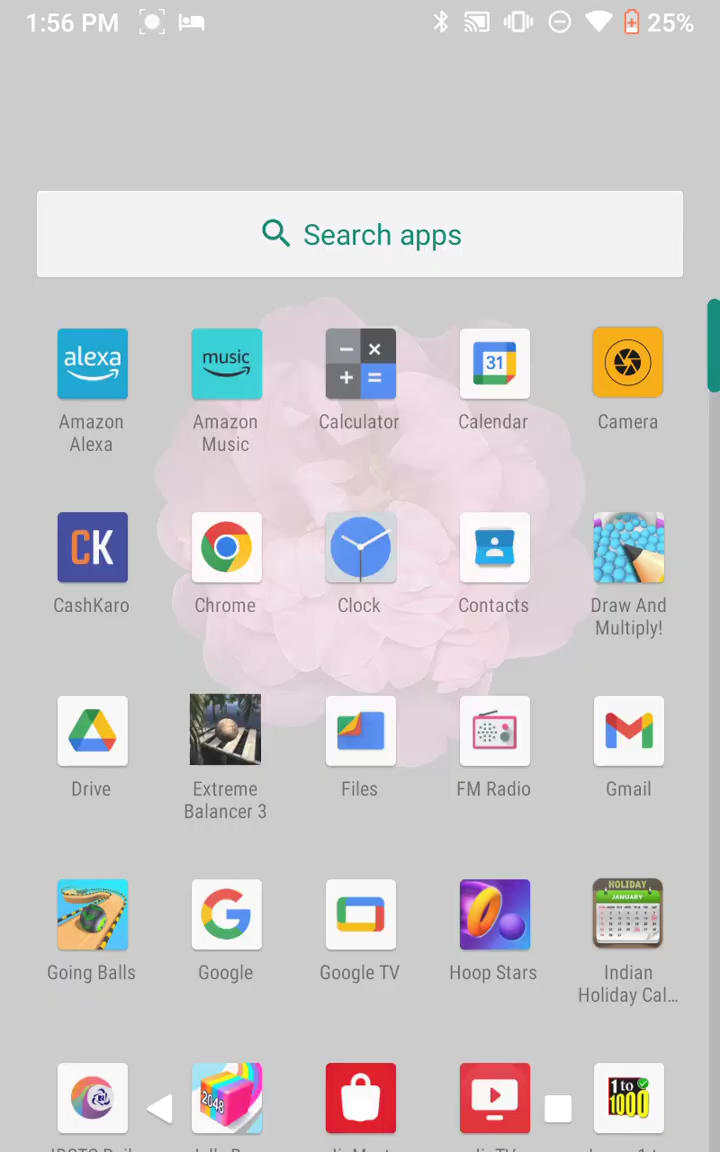 1:56 PM 25%
Search apps
alexa music 31
Amazon Alexa
Amazon Music
Calculator
Calendar
Camera
CK
CashKaro
Chrome
Clock
Contacts
Draw And Multiply!
Drive
Extreme Balancer 3
Files
FM Radio
Gmail
HOLIDAY
JANUARY
Going Balls
Google
Google TV
Hoop Stars
Indian Holiday Cal...
2048
1 to
1000